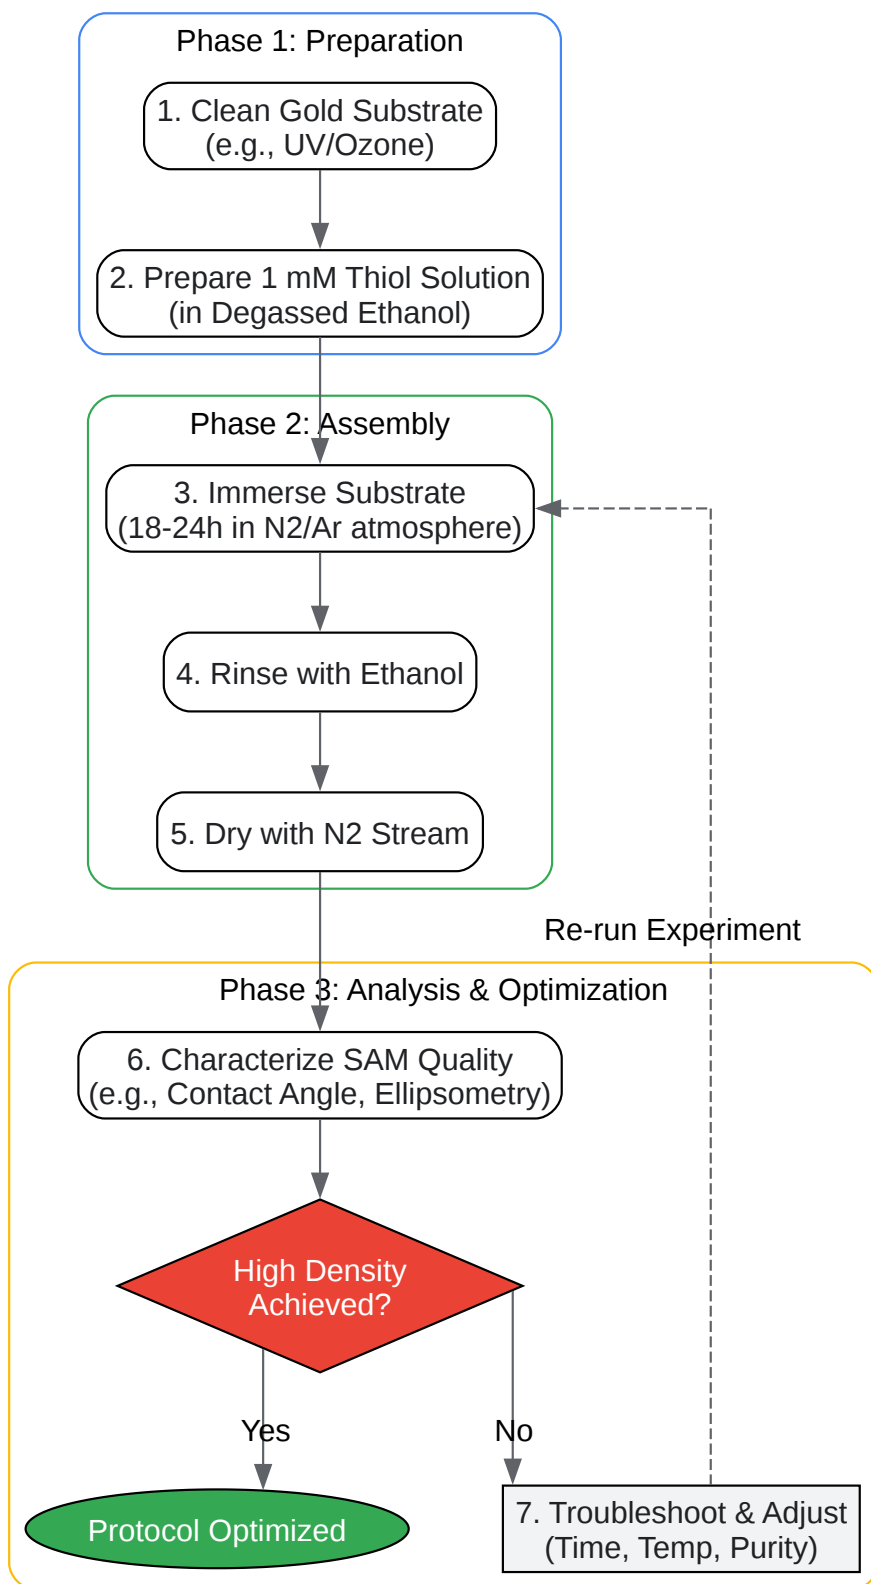 Phase 1: Preparation
1. Clean Gold Substrate
(e.g., UV/Ozone)
2. Prepare 1 mM Thiol Solution
(in Degassed Ethanol)
Phase 2: Assembly
3. Immerse Substrate
(18-24h in N2/Ar atmosphere)
4. Rinse with Ethanol
5. Dry with N2 Stream
Re-run Experiment
Phase 3: Analysis & Optimization
6. Characterize SAM Quality
(e.g., Contact Angle, Ellipsometry)
High Density
Achieved?
Yes
No
Protocol Optimized
7. Troubleshoot & Adjust
(Time, Temp, Purity)